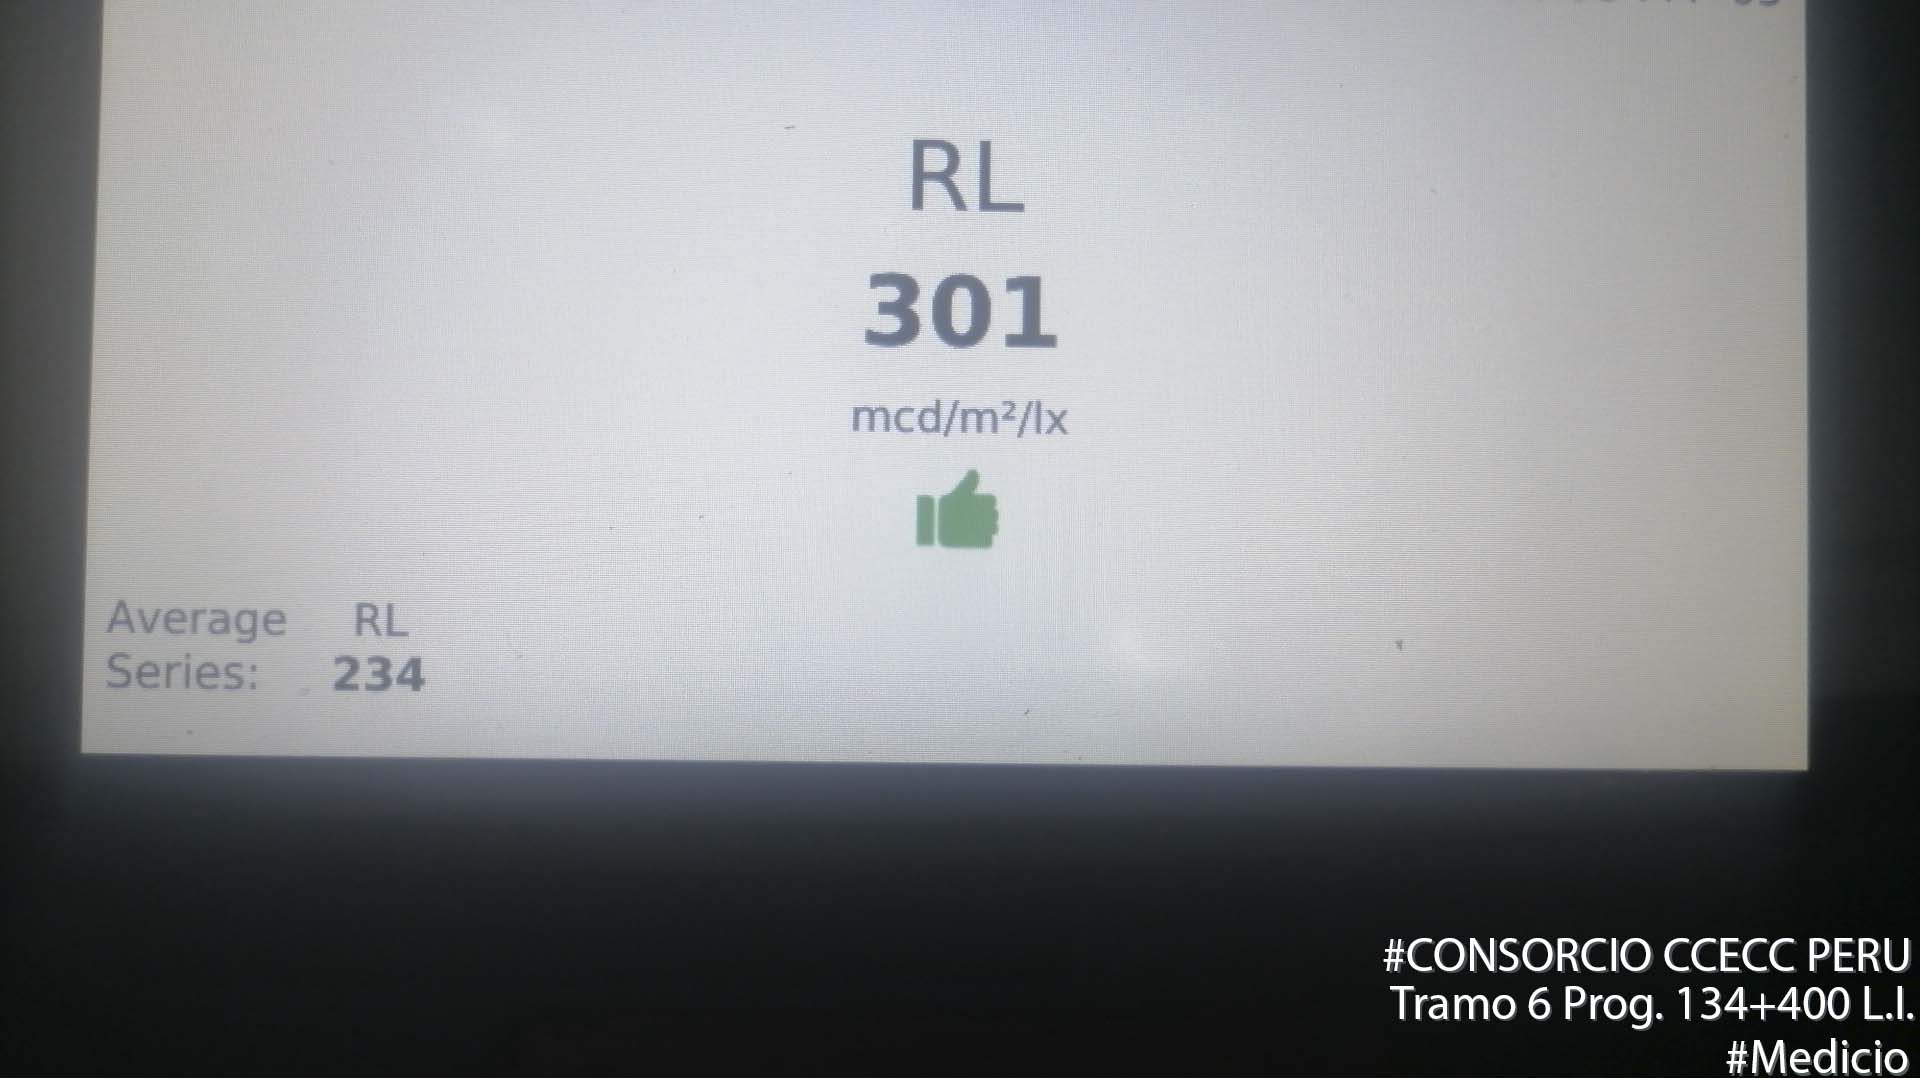 RL
301
mcd/m²/lx
Average RL
Series: 234
#CONSORCIO CCECC PERU
Tramo 6 Prog. 134+400 L.I.
#Medicio